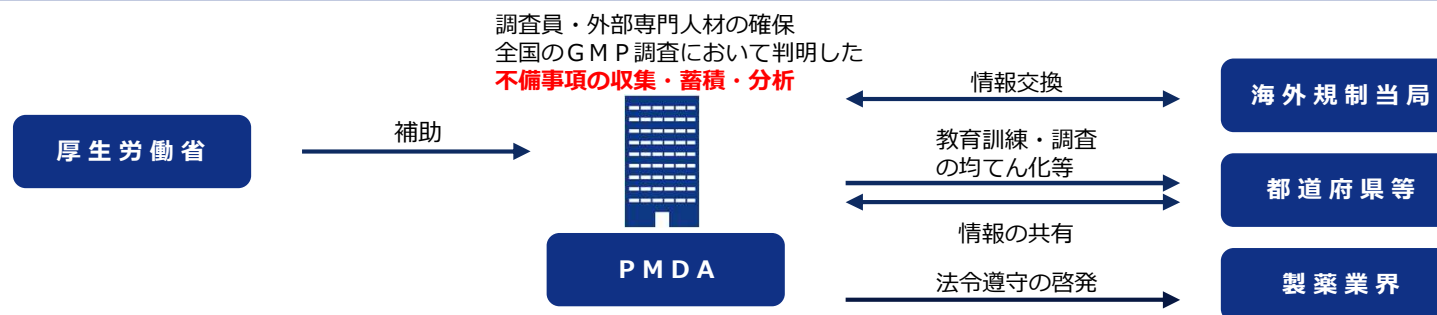 調査員・外部専門人材の確保
全国のＧＭＰ調査において判明した
不備事項の収集・蓄積・分析
厚生労働省
補助
PMDA
情報交換
海外規制当局
教育訓練・調査
の均てん化等
都道府県等
情報の共有
法令遵守の啓発
製薬業界